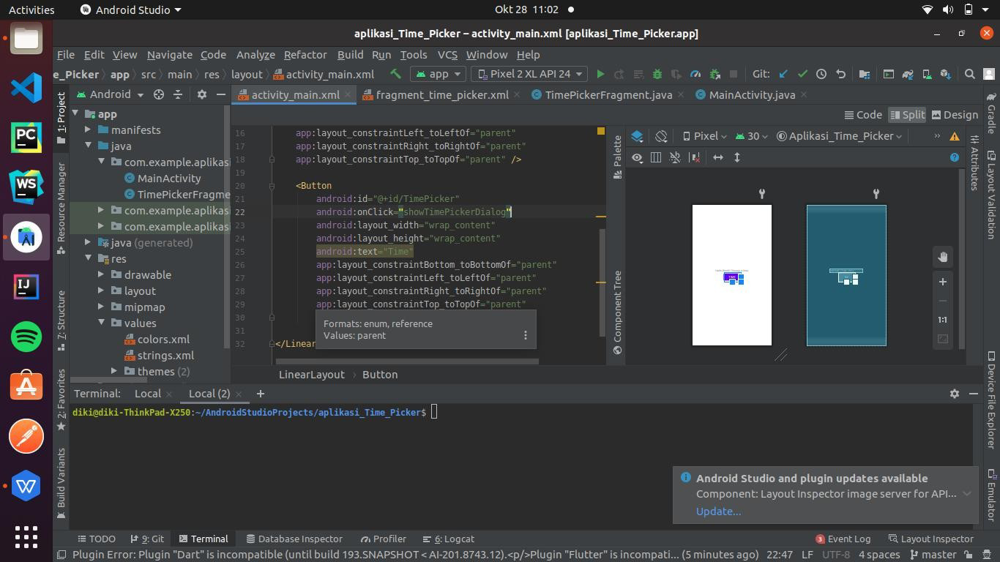 Activities
Android Studio
Okt 28 11:02
aplikasi_Time_Picker – activity_main.xml [aplikasi_Time_Picker.app]
File Edit View Navigate Code Analyze Refactor Build Run Tools VCS Window Help
e_Picker app src main res layout activity_main.xml app Pixel 2 XL API 24 Git:
1: Project
Resource Manager
7: Structure
2: Favorites
Build Variants
Android
app
manifests
java
com.example.aplikasi
MainActivity
TimePickerFragme
com.example.aplikas
com.example.aplikas
java (generated)
res
drawable
layout
mipmap
values
colors.xml
strings.xml
themes (2)
activity_main.xml fragment_time_picker.xml TimePickerFragment.java MainActivity.java
Code Split Design
16 app:layout_constraintLeft_toLeftOf="parent"
17 app:layout_constraintRight_toRightOf="parent"
18 app:layout_constraintTop_toTopOf="parent" />
19
20 <Button
21 android:id="@+id/TimePicker"
22 android:onClick="showTimePickerDialog"
23 android:layout_width="wrap_content"
24 android:layout_height="wrap_content"
25 android:text="Time"
26 app:layout_constraintBottom_toBottomOf="parent"
27 app:layout_constraintLeft_toLeftOf="parent"
28 app:layout_constraintRight_toRightOf="parent"
29 app:layout_constraintTop_toTopOf="parent"
30
31
32 </Linear
Formats: enum, reference
Values: parent
LinearLayout Button
Palette
Component Tree
Pixel 30 Aplikasi_Time_Picker
1:1
Attributes
Gradle
Layout Validation
Device File Explorer
Emulator
Terminal: Local Local (2)
diki@diki-ThinkPad-X250:~/AndroidStudioProjects/aplikasi_Time_Picker$
Android Studio and plugin updates available
Component: Layout Inspector image server for API...
Update...
TODO 9: Git Terminal Database Inspector Profiler 6: Logcat 3 Event Log Layout Inspector
Plugin Error: Plugin "Dart" is incompatible (until build 193.SNAPSHOT < AI-201.8743.12).<p/>Plugin "Flutter" is incompati... (5 minutes ago) 22:47 LF UTF-8 4 spaces master